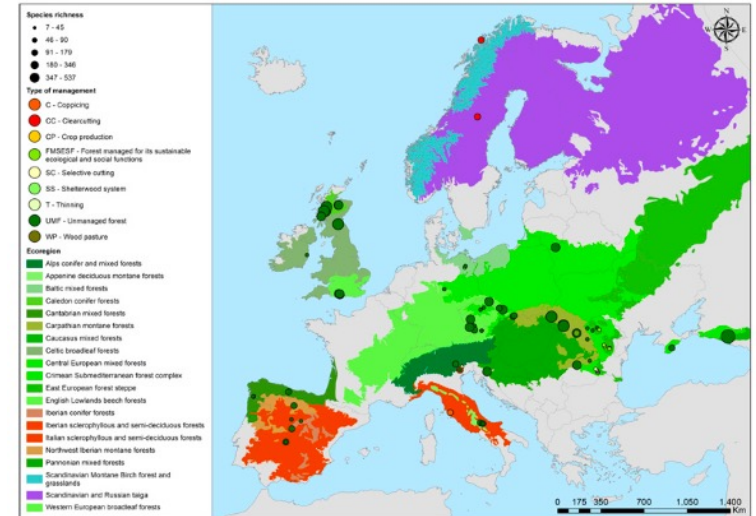 Species richness
7 - 45
46 - 90
91 - 179
180 - 346
347 - 537
Type of management
C - Coppicing
CC - Clearcutting
CP - Crop production
FMSESF - Forest managed for its sustainable
ecological and social functions
SC - Selective cutting
SS - Shelterwood system
T - Thinning
UMF - Unmanaged forest
WP - Wood pasture
Ecoregion
Alps conifer and mixed forests
Appenine deciduous montane forests
Baltic mixed forests
Caledon conifer forests
Cantabrian mixed forests
Carpathian montane forests
Caucasus mixed forests
Celtic broadleaf forests
Central European mixed forests
Crimean Submediterranean forest complex
East European forest steppe
English Lowlands beech forests
Iberian conifer forests
Iberian sclerophyllous and semi-deciduous forests
Italian sclerophyllous and semi-deciduous forests
Northwest Iberian montane forests
Pannonian mixed forests
Scandinavian Montane Birch forest and
grasslands
Scandinavian and Russian taiga
Western European broadleaf forests
N
W E
S
0 175 350 700 1.050 1.400
Km